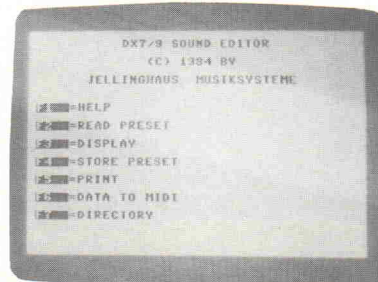 DX7/9 SOUND EDITOR
(C) 1984 BY
JELLINGHAUS MUSIKSYSTEME
=HELP
=READ PRESET
=DISPLAY
=STORE PRESET
=PRINT
=DATA TO MIDI
=DIRECTORY